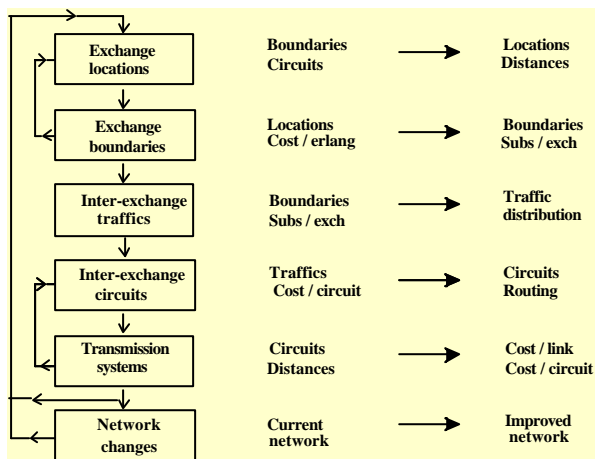 Exchange
locations
Boundaries
Circuits
Locations
Distances
Exchange
boundaries
Locations
Cost / erlang
Boundaries
Subs / exch
Inter-exchange
traffics
Boundaries
Subs / exch
Traffic
distribution
Inter-exchange
circuits
Traffics
Cost / circuit
Circuits
Routing
Transmission
systems
Circuits
Distances
Cost / link
Cost / circuit
Network
changes
Current
network
Improved
network